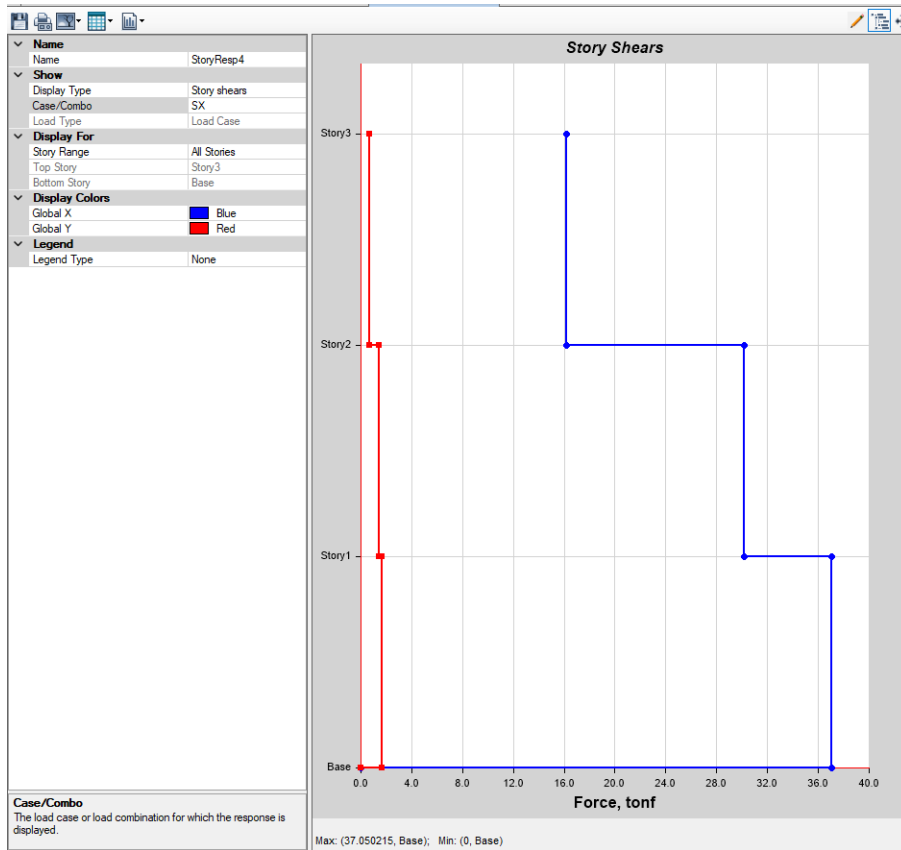 Name
Name StoryResp4
Show
Display Type Story shears
Case/Combo SX
Load Type Load Case
Display For
Story Range All Stories
Top Story Story3
Bottom Story Base
Display Colors
Global X Blue
Global Y Red
Legend
Legend Type None
Case/Combo
The load case or load combination for which the response is
displayed.
Story Shears
Story3
Story2
Story1
Base
0.0 4.0 8.0 12.0 16.0 20.0 24.0 28.0 32.0 36.0 40.0
Force, tonf
Max: (37.050215, Base); Min: (0, Base)